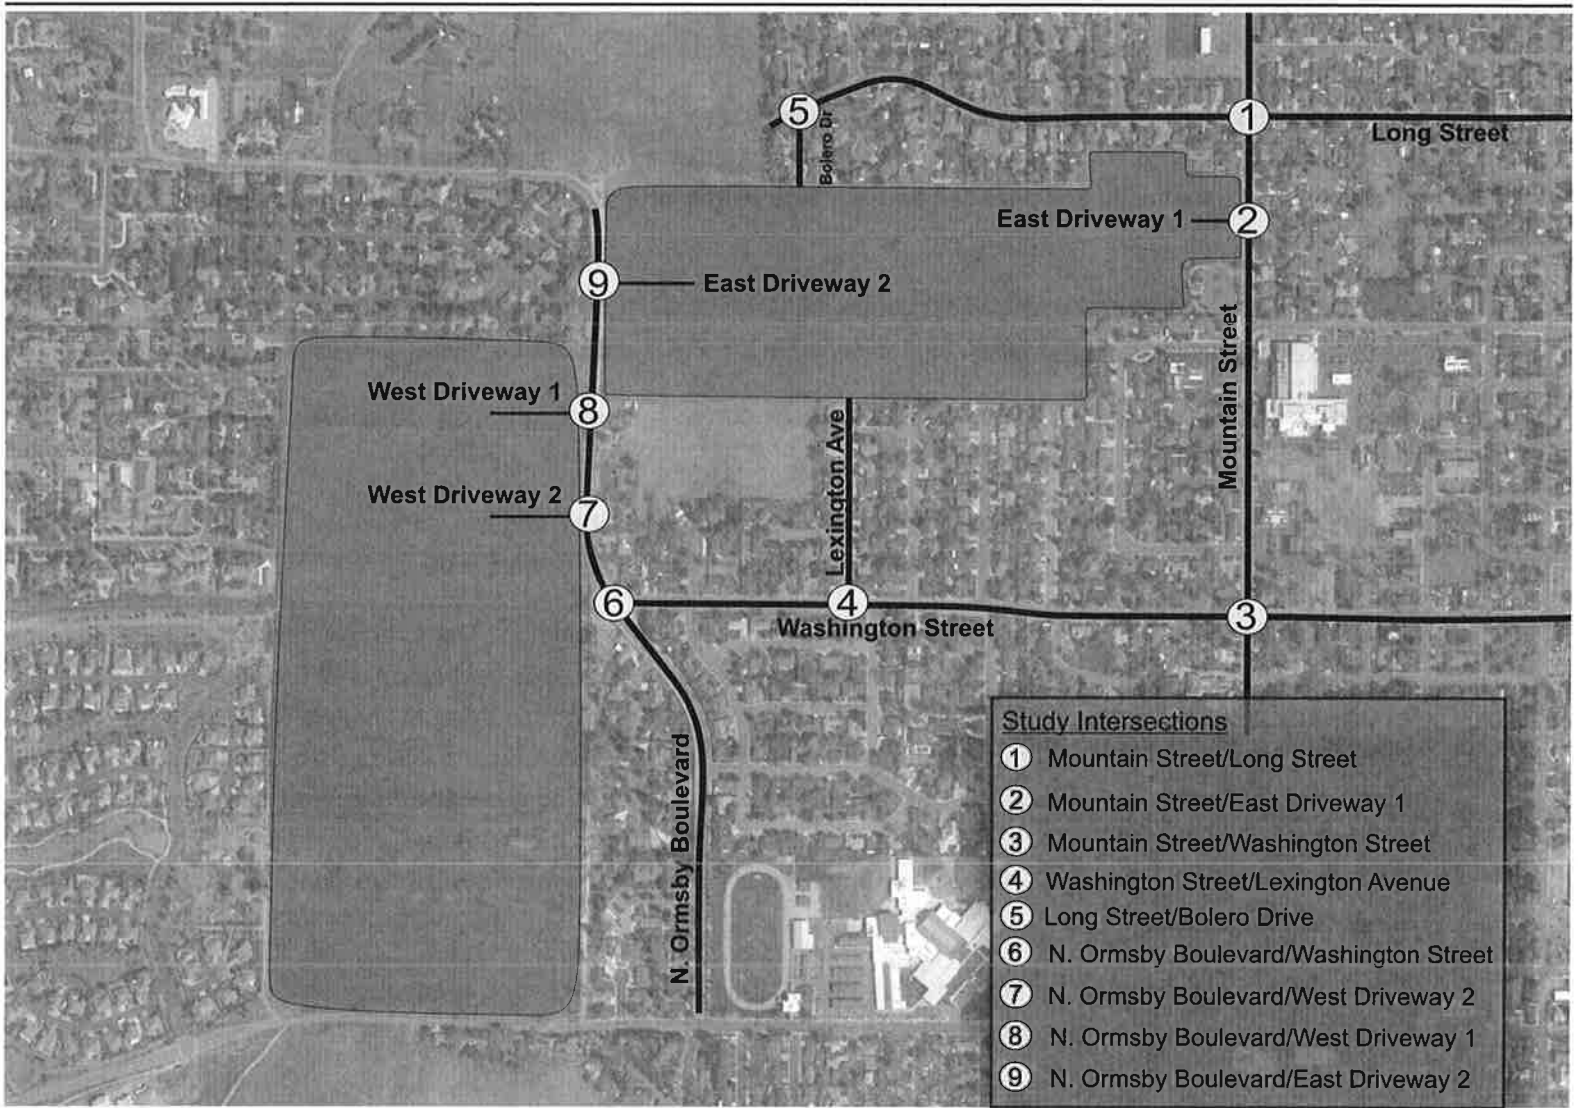 5
Bolero Dr
1
Long Street
East Driveway 1
2
9
East Driveway 2
Mountain Street
West Driveway 1
8
Lexington Ave
West Driveway 2
7
6
4
Washington Street
3
N. Ormsby Boulevard
Study Intersections
1 Mountain Street/Long Street
2 Mountain Street/East Driveway 1
3 Mountain Street/Washington Street
4 Washington Street/Lexington Avenue
5 Long Street/Bolero Drive
6 N. Ormsby Boulevard/Washington Street
7 N. Ormsby Boulevard/West Driveway 2
8 N. Ormsby Boulevard/West Driveway 1
9 N. Ormsby Boulevard/East Driveway 2